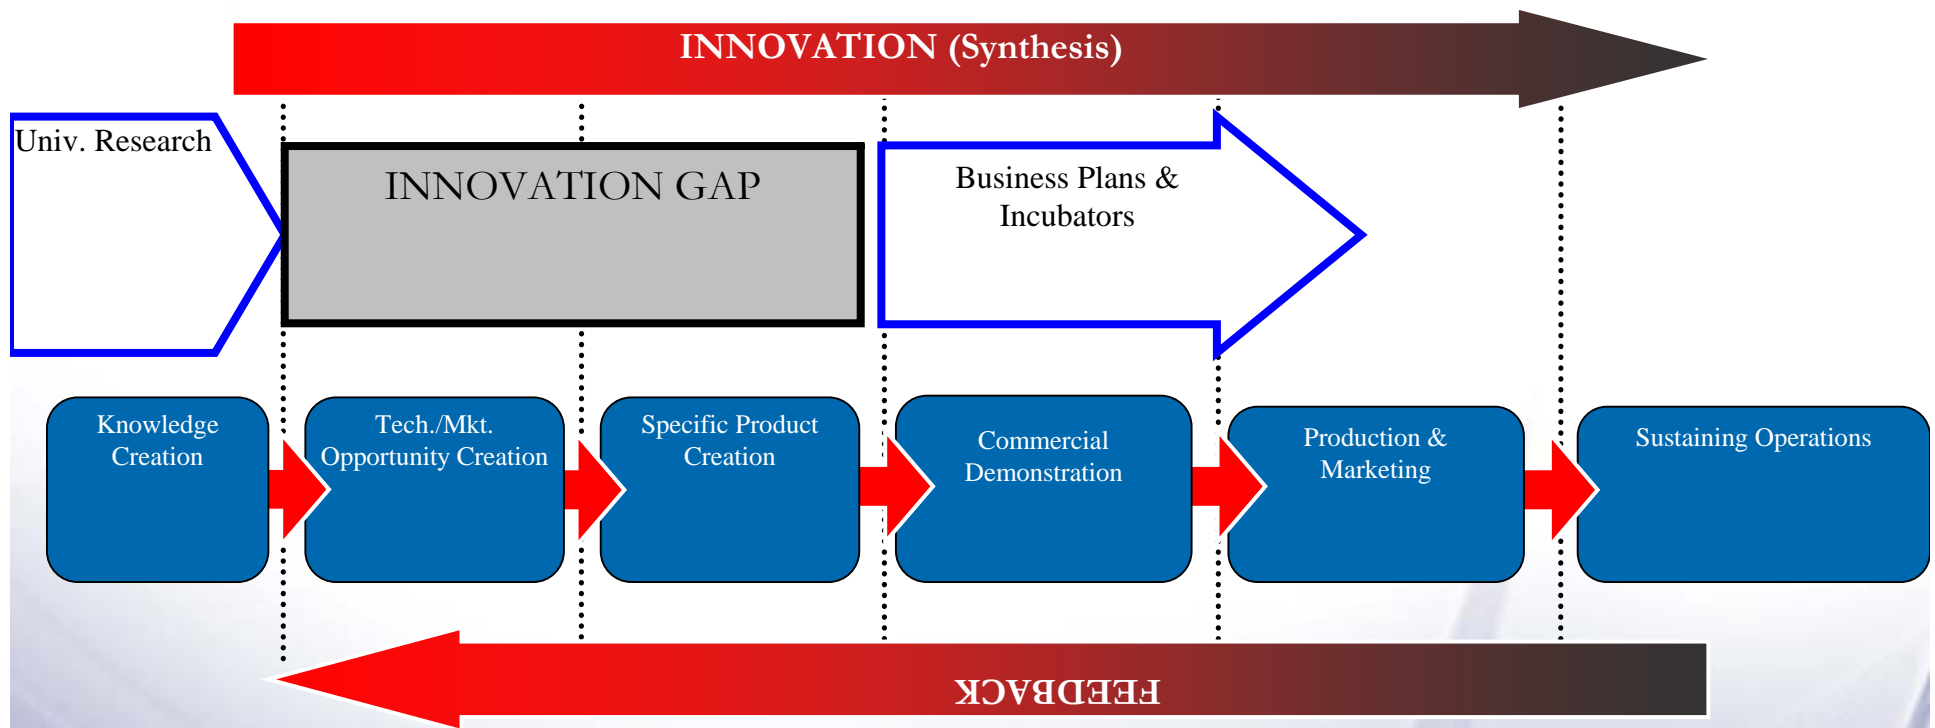 INNOVATION (Synthesis)
Univ. Research
INNOVATION GAP
Business Plans &
Incubators
Knowledge
Creation
Tech./Mkt.
Opportunity Creation
Specific Product
Creation
Commercial
Demonstration
Production &
Marketing
Sustaining Operations
FEEDBACK